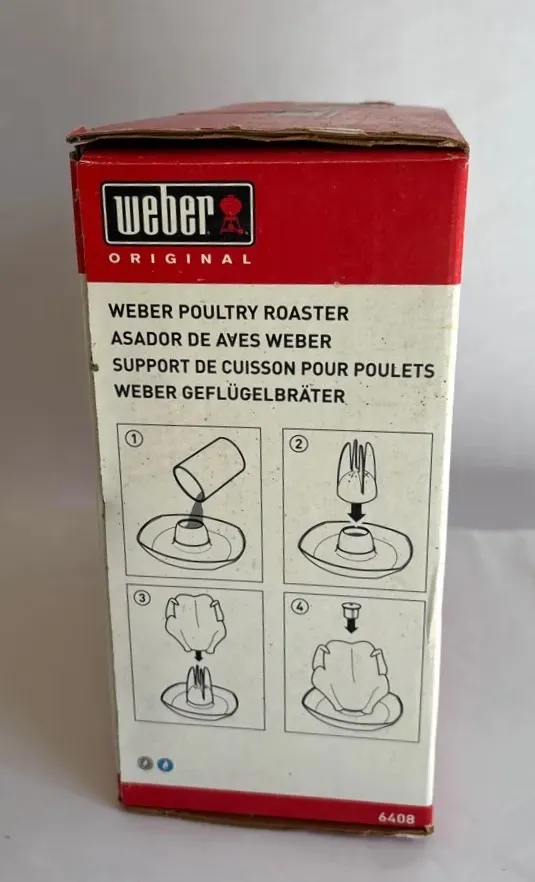 weber
ORIGINAL
WEBER POULTRY ROASTER
ASADOR DE AVES WEBER
SUPPORT DE CUISSON POUR POULETS
WEBER GEFLÜGELBRÄTER
1
2
3
4
6408